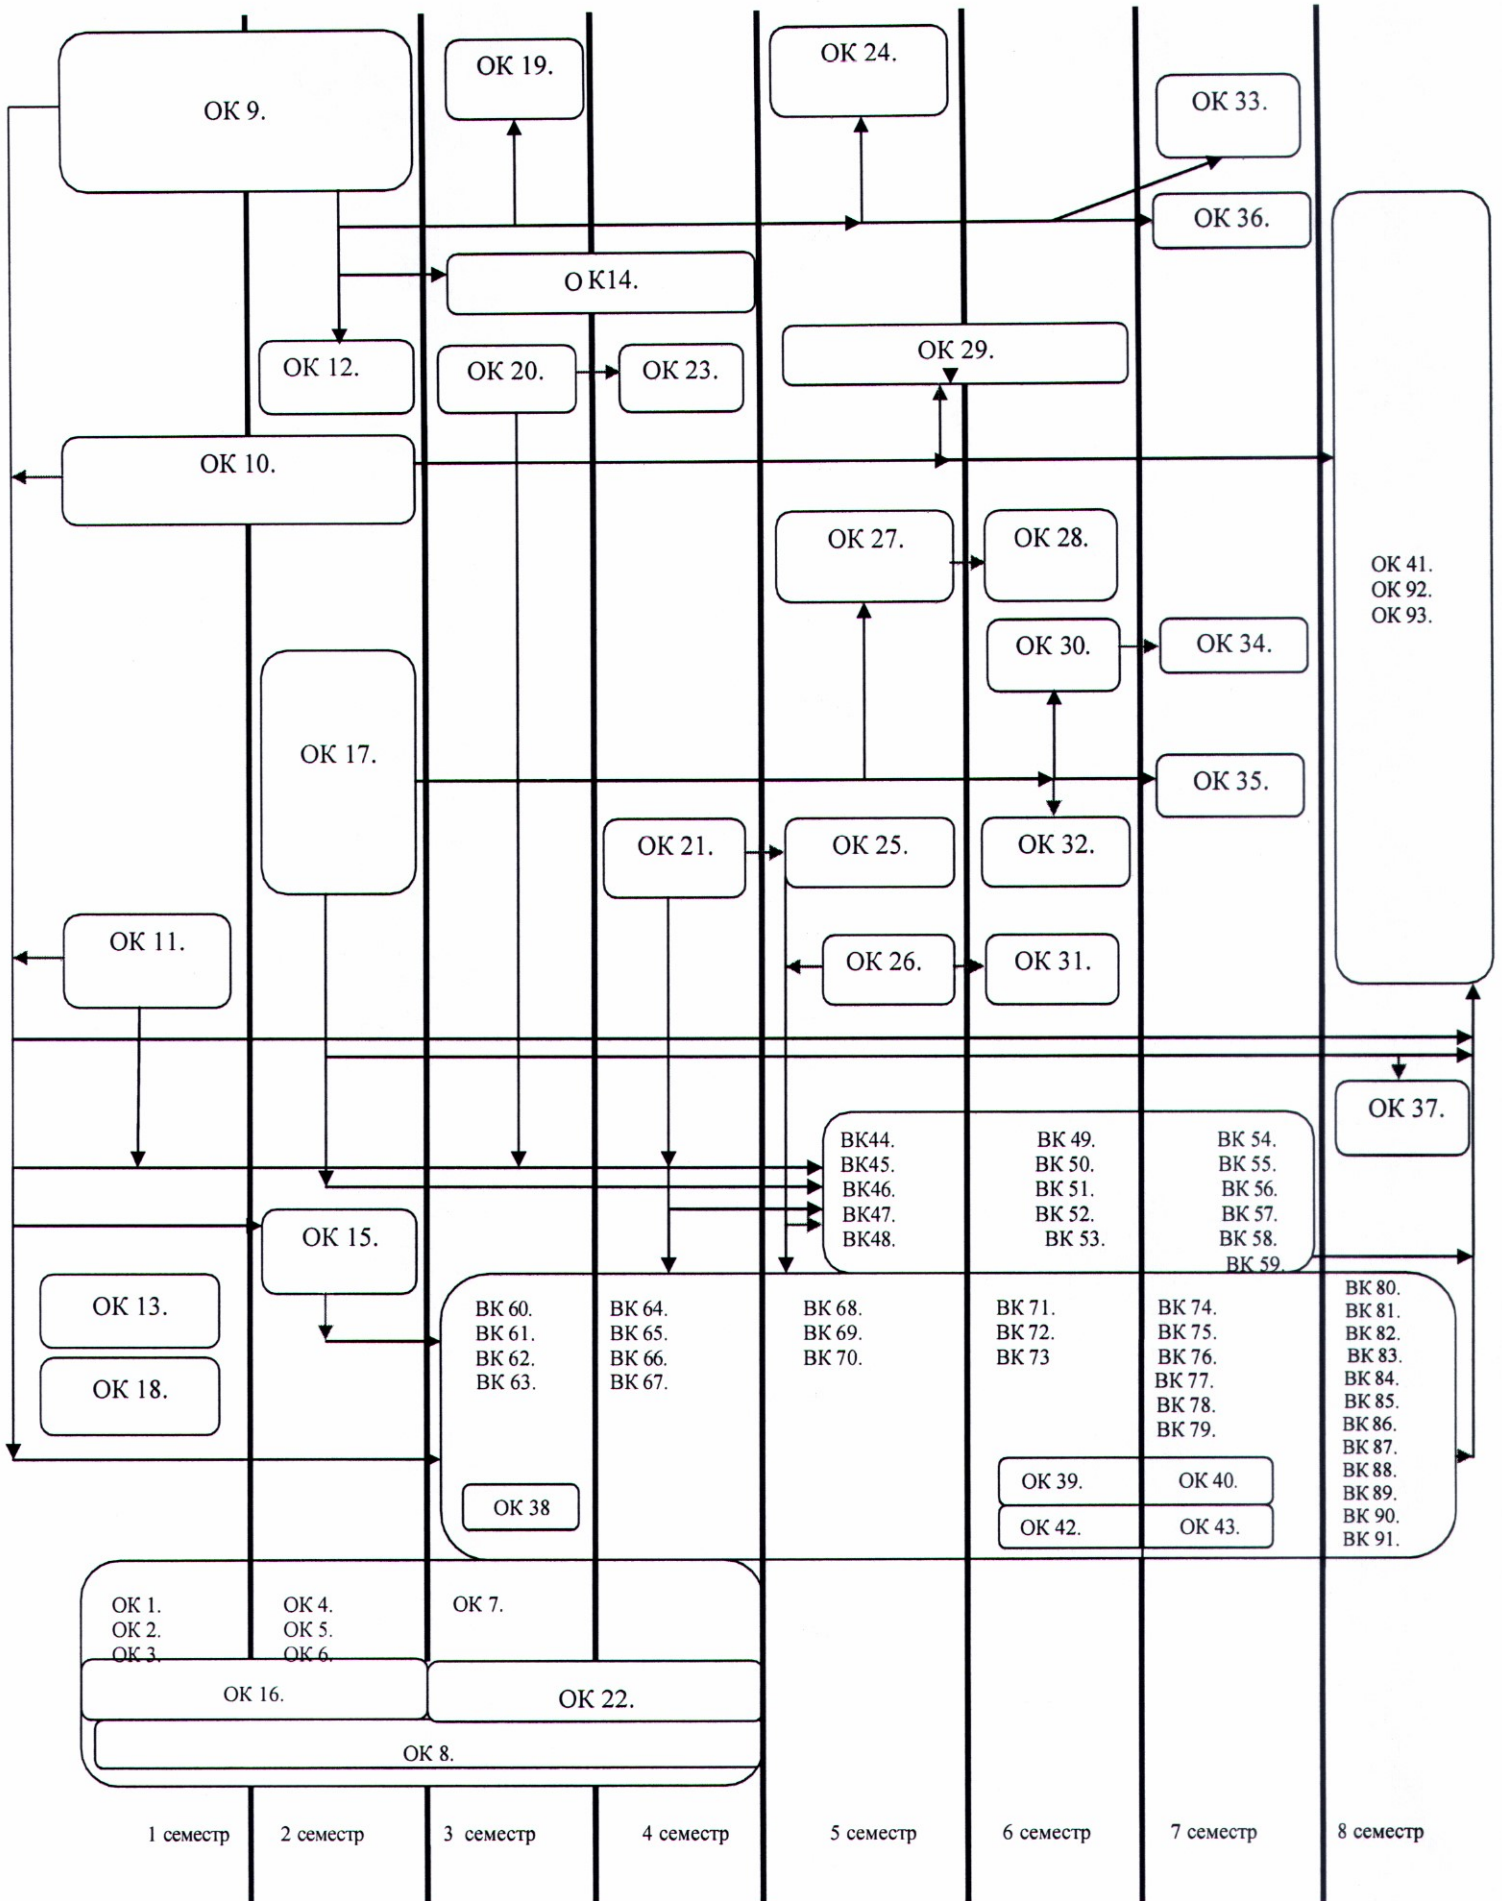 ОК 9.
ОК 19.
ОК 24.
ОК 33.
ОК 36.
О К14.
ОК 12.
ОК 20.
ОК 23.
ОК 29.
ОК 10.
ОК 27.
ОК 28.
ОК 41.
ОК 92.
ОК 93.
ОК 30.
ОК 34.
ОК 17.
ОК 35.
ОК 21.
ОК 25.
ОК 32.
ОК 11.
ОК 26.
ОК 31.
ОК 37.
ВК44.
ВК45.
ВК46.
ВК47.
ВК48.
ВК 49.
ВК 50.
ВК 51.
ВК 52.
ВК 53.
ВК 54.
ВК 55.
ВК 56.
ВК 57.
ВК 58.
ВК 59.
ОК 15.
ОК 13.
ОК 18.
ВК 60.
ВК 61.
ВК 62.
ВК 63.
ВК 64.
ВК 65.
ВК 66.
ВК 67.
ВК 68.
ВК 69.
ВК 70.
ВК 71.
ВК 72.
ВК 73
ВК 74.
ВК 75.
ВК 76.
ВК 77.
ВК 78.
ВК 79.
ВК 80.
ВК 81.
ВК 82.
ВК 83.
ВК 84.
ВК 85.
ВК 86.
ВК 87.
ВК 88.
ВК 89.
ВК 90.
ВК 91.
ОК 38
ОК 39.
ОК 40.
ОК 42.
ОК 43.
ОК 1.
ОК 2.
ОК 3.
ОК 4.
ОК 5.
ОК 6.
ОК 7.
ОК 16.
ОК 22.
ОК 8.
1 семестр
2 семестр
3 семестр
4 семестр
5 семестр
6 семестр
7 семестр
8 семестр